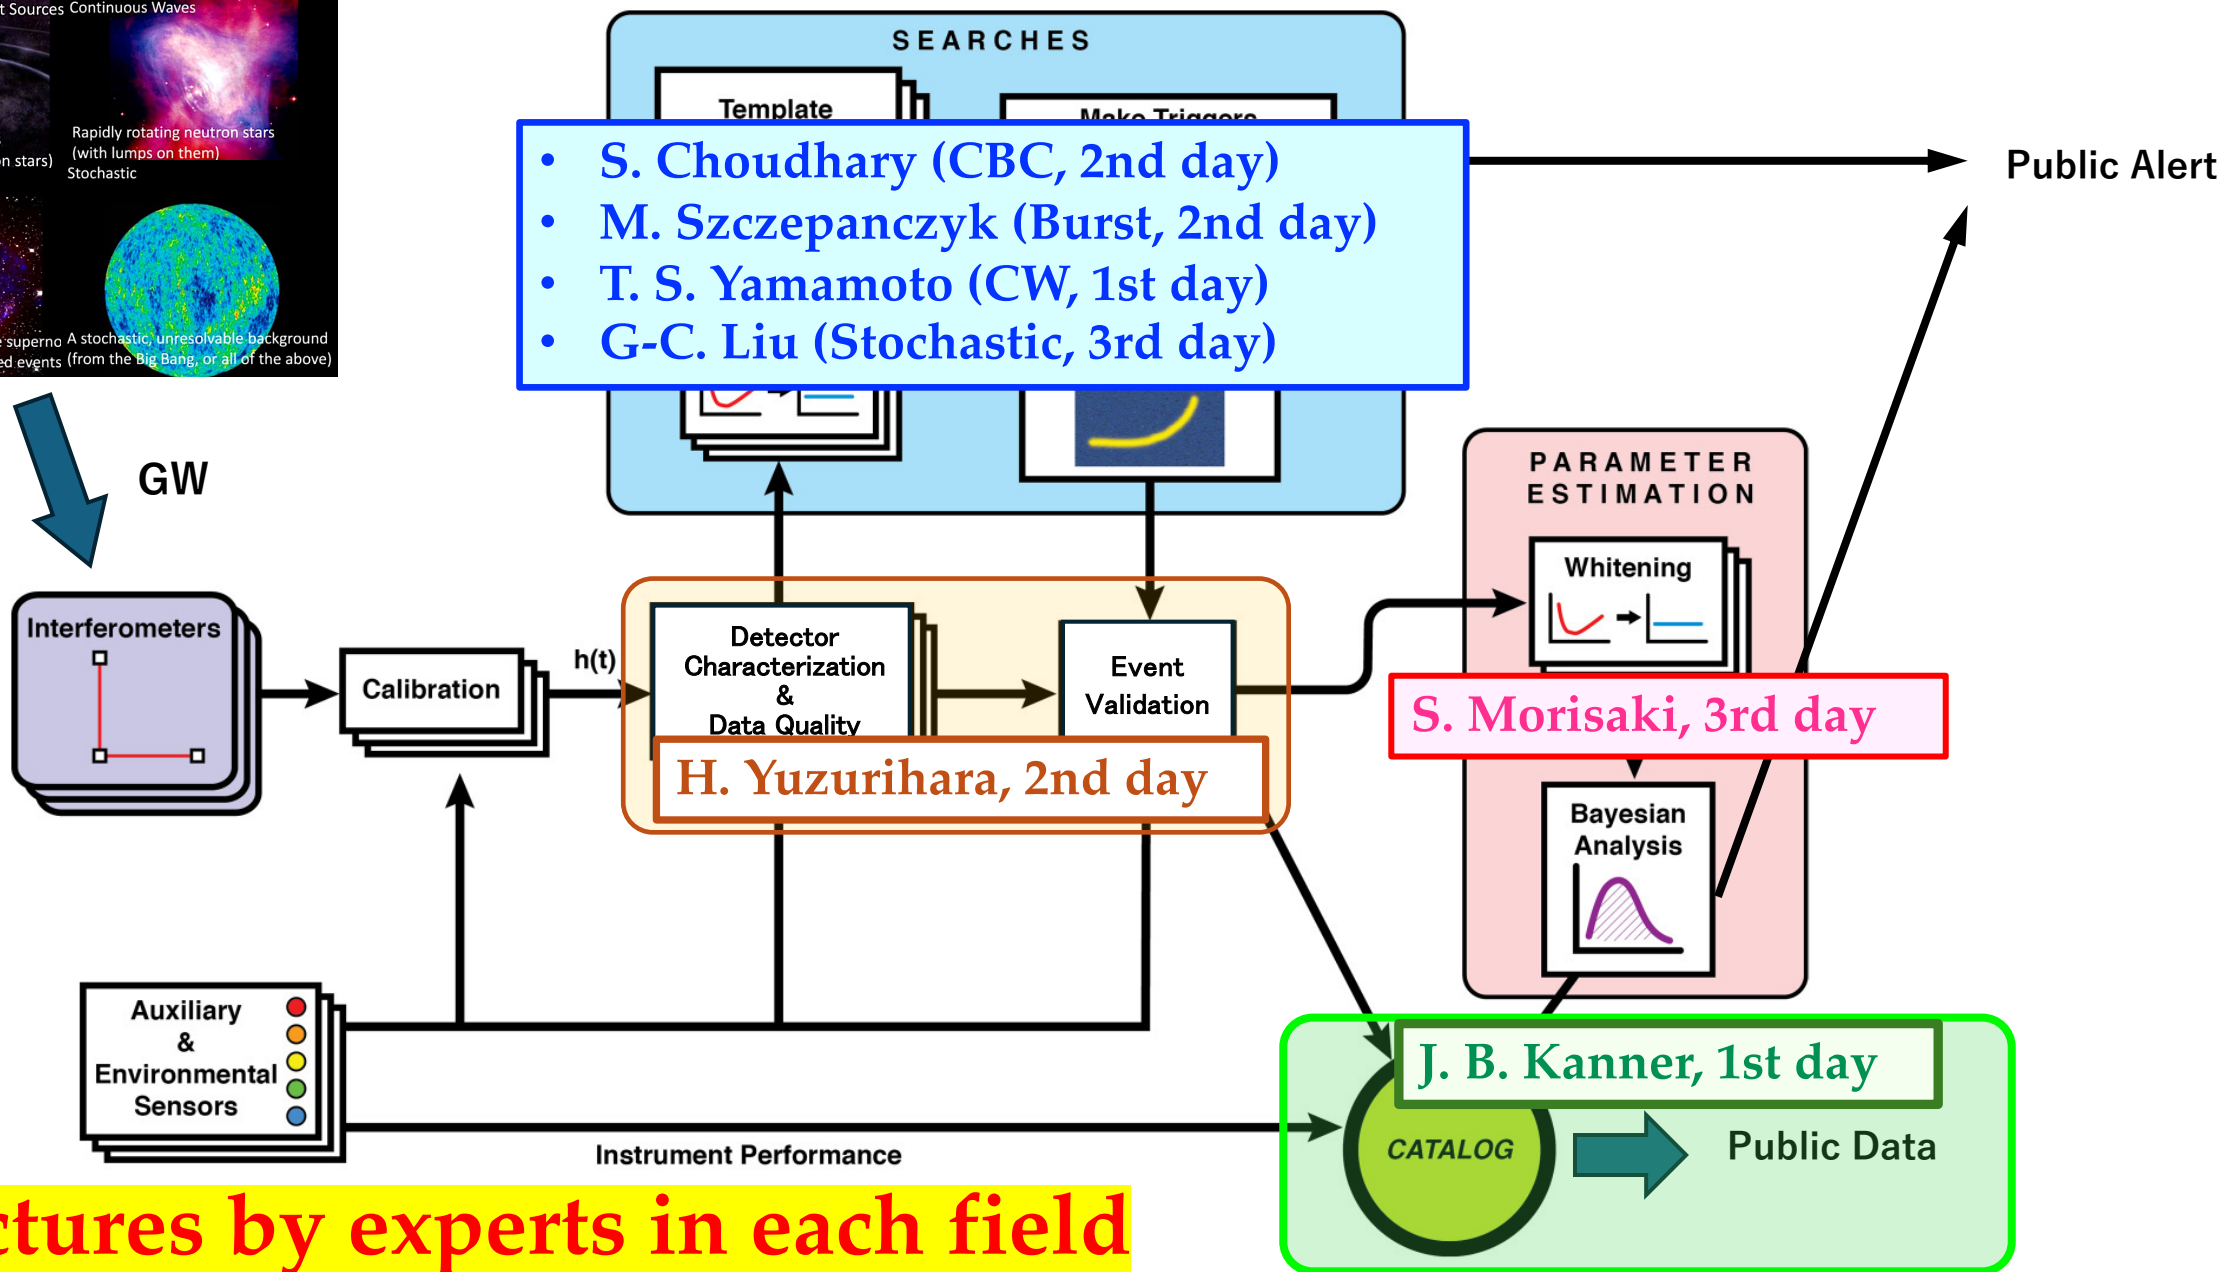 t Sources
Continuous Waves
Rapidly rotating neutron stars
(with lumps on them)
n stars)
Stochastic
e superno
A stochastic, unresolvable background
ed events
(from the Big Bang, or all of the above)
GW
SEARCHES
Template
Make Triggers
• S. Choudhary (CBC, 2nd day)
• M. Szczepanczyk (Burst, 2nd day)
• T. S. Yamamoto (CW, 1st day)
• G-C. Liu (Stochastic, 3rd day)
Public Alert
PARAMETER
ESTIMATION
Whitening
S. Morisaki, 3rd day
Bayesian
Analysis
Interferometers
Calibration
h(t)
Detector
Characterization
&
Data Quality
Event
Validation
H. Yuzurihara, 2nd day
Auxiliary
&
Environmental
Sensors
Instrument Performance
J. B. Kanner, 1st day
CATALOG
Public Data
ctures by experts in each field